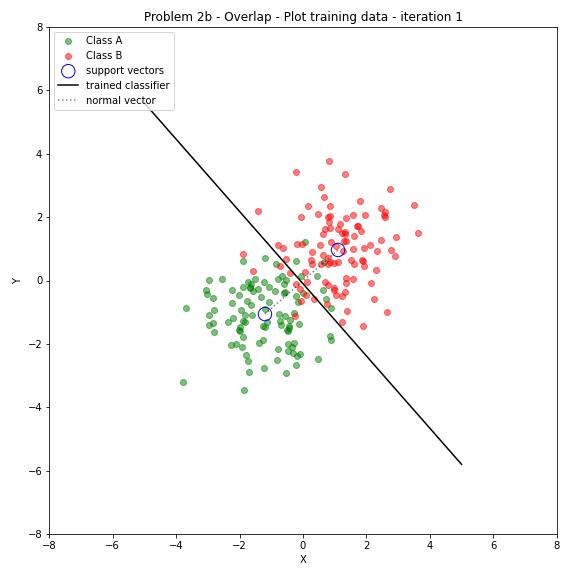 Problem 2b - Overlap - Plot training data - iteration 1
Class A
Class B
support vectors
trained classifier
normal vector
8
6
4
2
0
−2
−4
−6
−8
Y
−8 −6 −4 −2 0 2 4 6 8
X